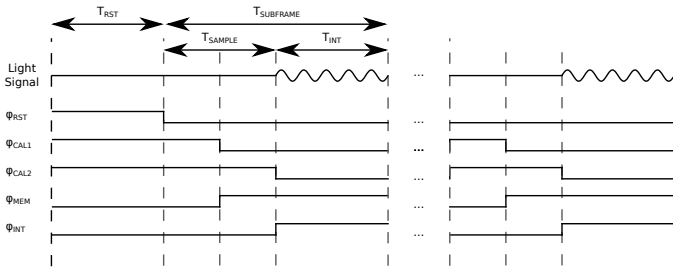 T_RST T_SUBFRAME
T_SAMPLE T_INT
Light
Signal
...
φ_RST
...
φ_CAL1
...
φ_CAL2
...
φ_MEM
...
φ_INT
...